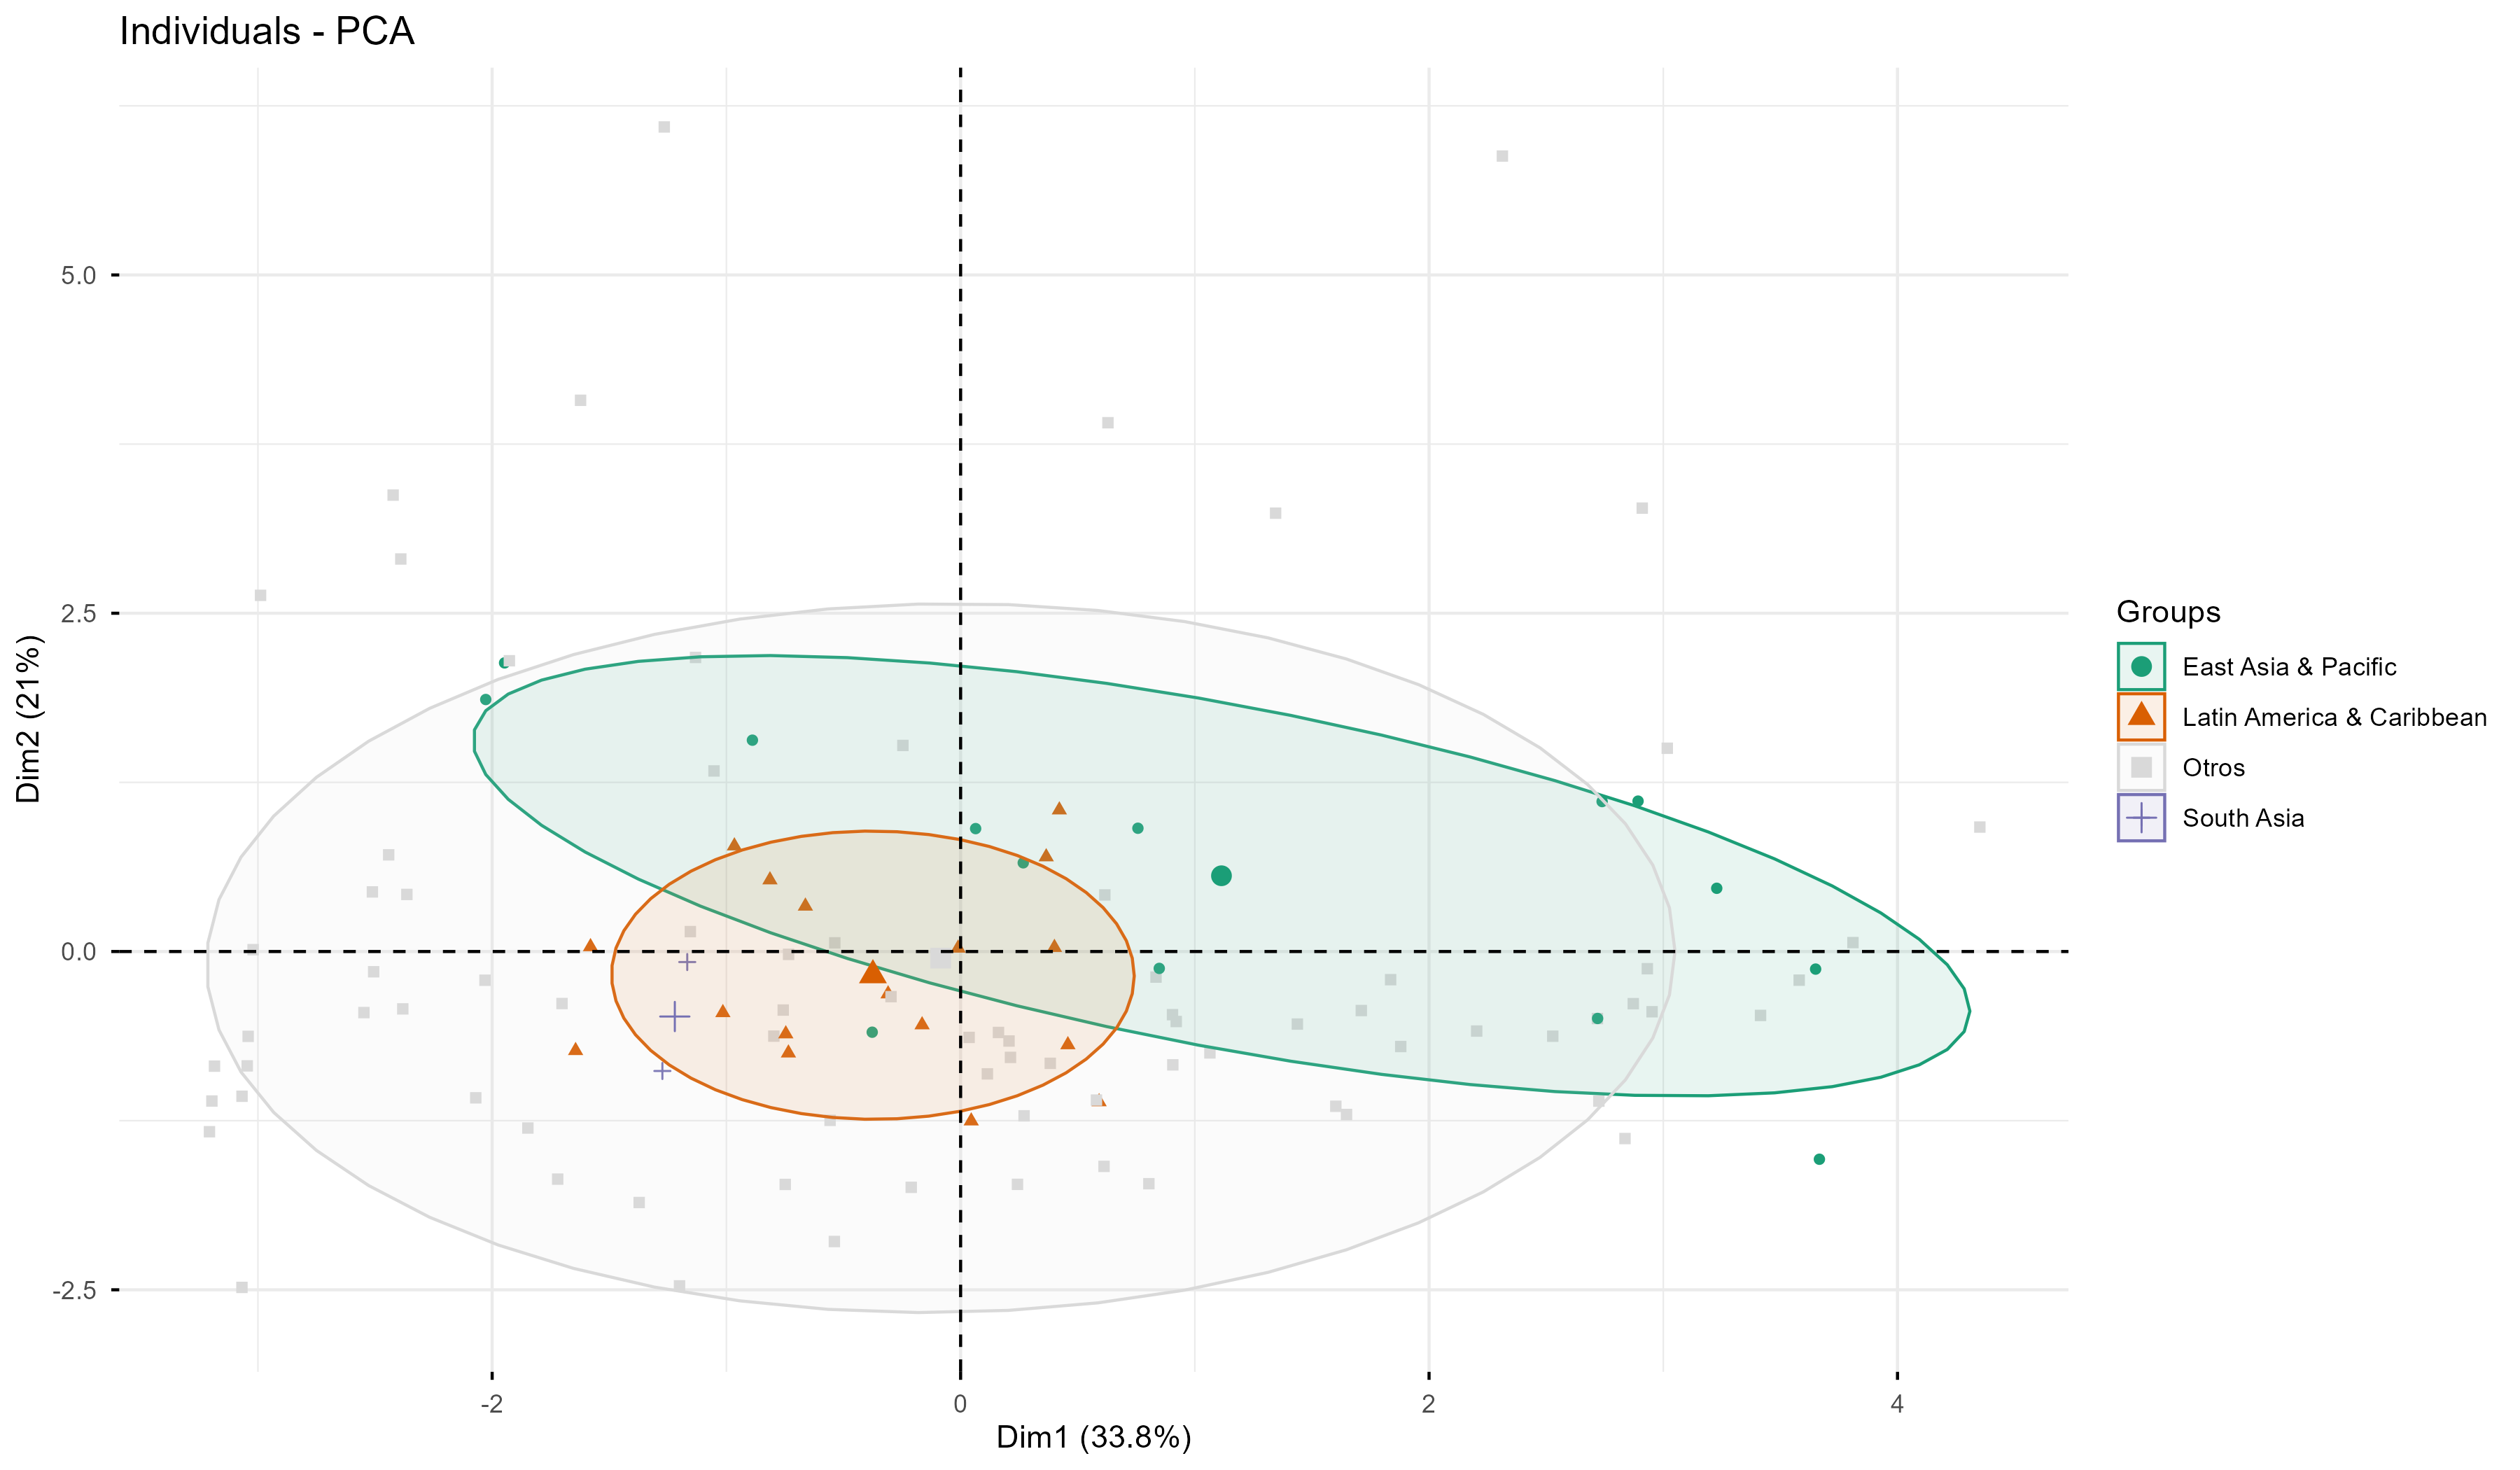 Individuals - PCA
5.0
2.5
0.0
-2.5
Dim2 (21%)
-2
0
2
4
Dim1 (33.8%)
Groups
East Asia & Pacific
Latin America & Caribbean
Otros
South Asia